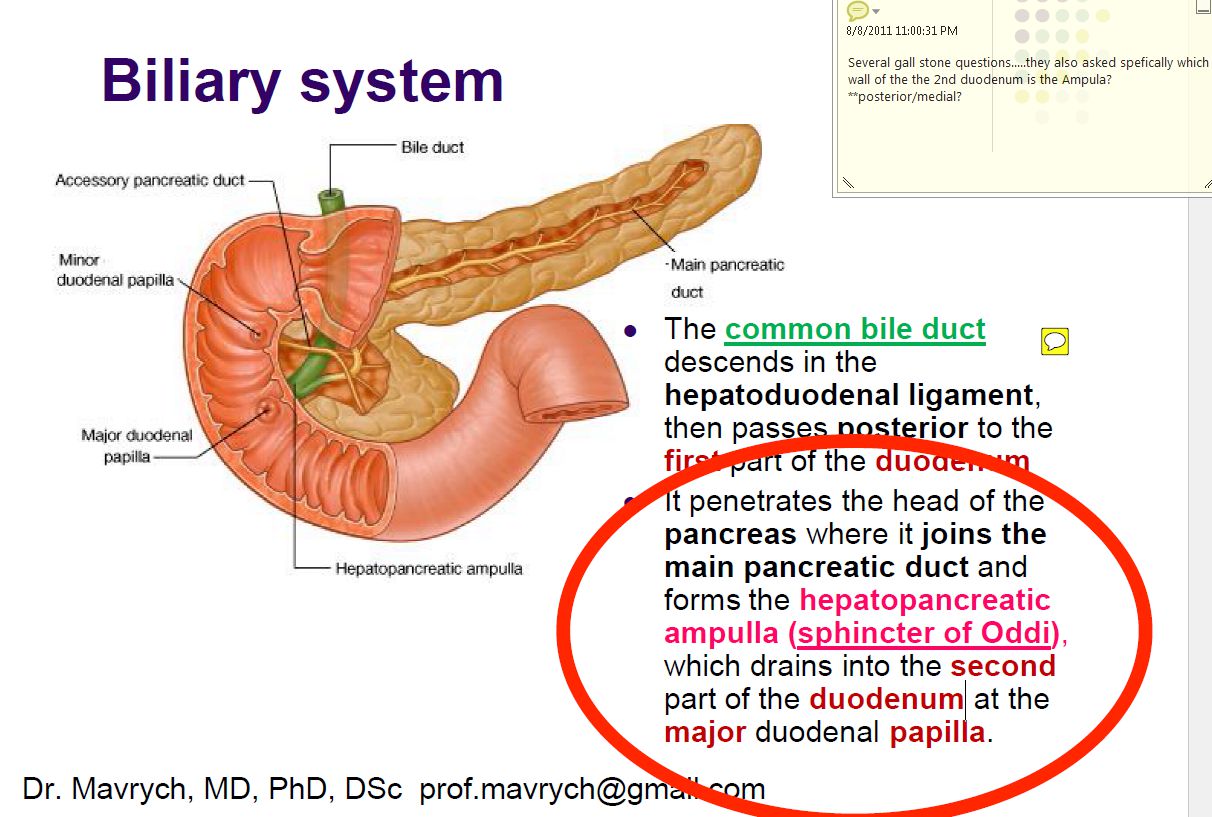 8/8/2011 11:00:31 PM
Several gall stone questions.....they also asked spefically which
wall of the the 2nd duodenum is the Ampula?
**posterior/medial?
Biliary system
Bile duct
Accessory pancreatic duct
Minor
duodenal papilla
Main pancreatic
duct
Major duodenal
papilla
Hepatopancreatic ampulla
The common bile duct
descends in the
hepatoduodenal ligament,
then passes posterior to the
first part of the duodenum
It penetrates the head of the
pancreas where it joins the
main pancreatic duct and
forms the hepatopancreatic
ampulla (sphincter of Oddi),
which drains into the second
part of the duodenum at the
major duodenal papilla.
Dr. Mavrych, MD, PhD, DSc prof.mavrych@gmail.com